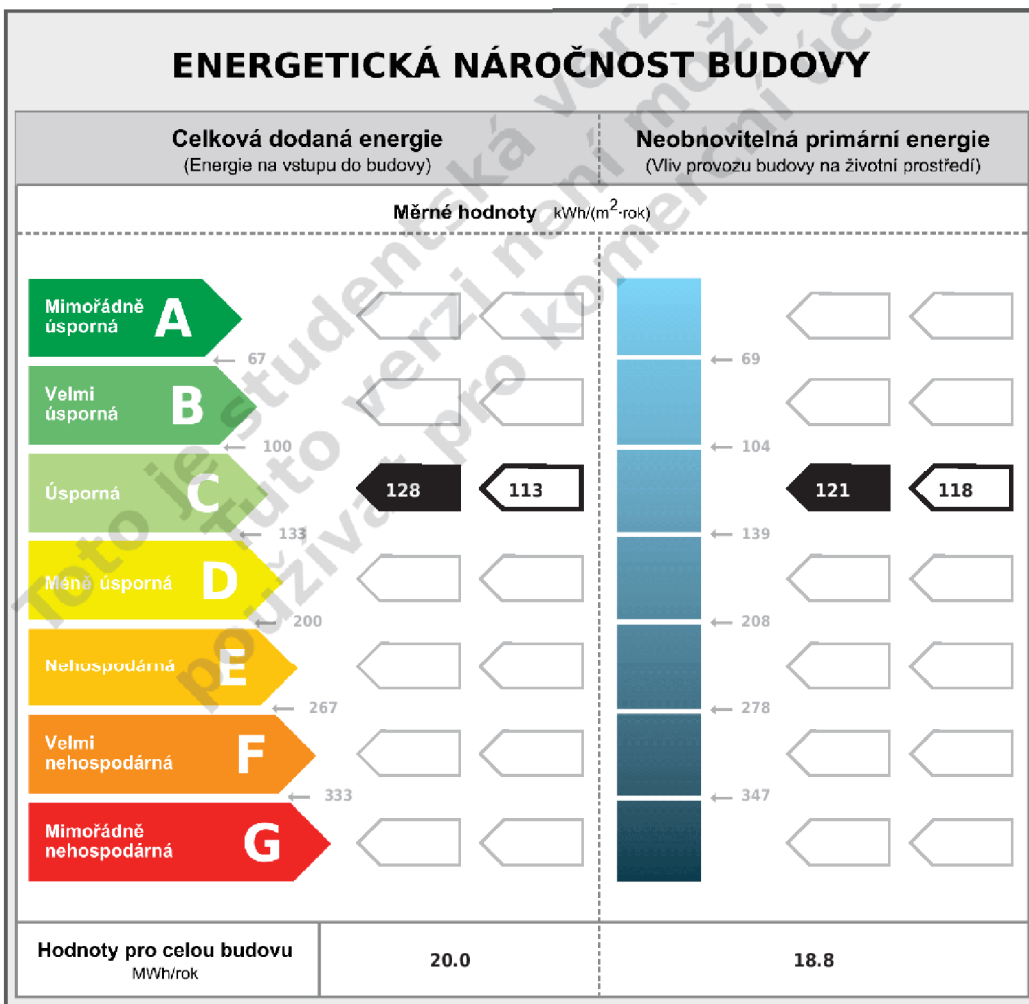 ENERGETICKÁ NÁROČNOST BUDOVY
Celková dodaná energie
(Energie na vstupu do budovy)
Neobnovitelná primární energie
(Vliv provozu budovy na životní prostředí)
Měrné hodnoty kWh/(m²·rok)
Mimořádně
úsporná
A
67
69
Velmi
úsporná
B
100
104
Úsporná
C
128
113
121
118
133
139
Méně úsporná
D
200
208
Nehospodárná
E
267
278
Velmi
nehospodárná
F
333
347
Mimořádně
nehospodárná
G
Hodnoty pro celou budovu
MWh/rok
20.0
18.8
Toto je studentská verze
Tuto verzi není možn
používat pro komerční účel